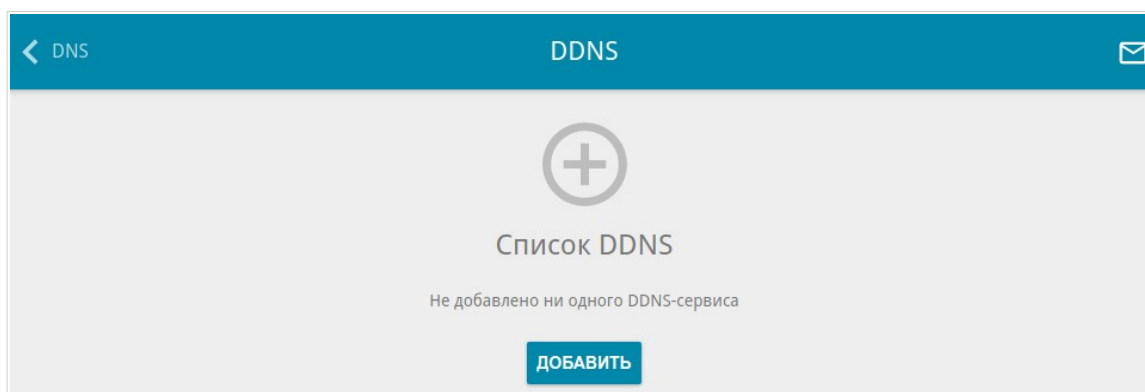 DNS
DDNS
Список DDNS
Не добавлено ни одного DDNS-сервиса
ДОБАВИТЬ